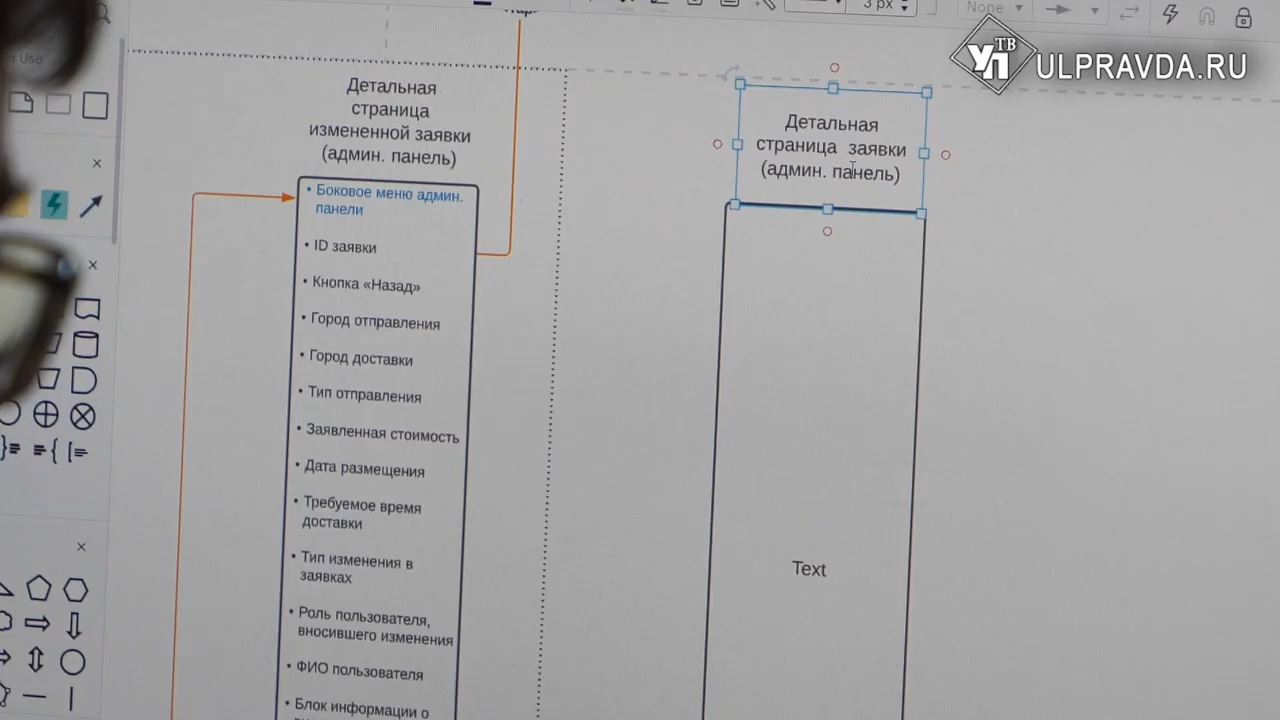 3 px
None
Use
УП ТВ
ULPRAVDA.RU
Детальная
страница
измененной заявки
(админ. панель)
• Боковое меню админ.
панели
• ID заявки
• Кнопка «Назад»
• Город отправления
• Город доставки
• Тип отправления
• Заявленная стоимость
• Дата размещения
• Требуемое время
доставки
• Тип изменения в
заявках
• Роль пользователя,
вносившего изменения
• ФИО пользователя
• Блок информации о
Детальная
страница заявки
(админ. панель)
Text